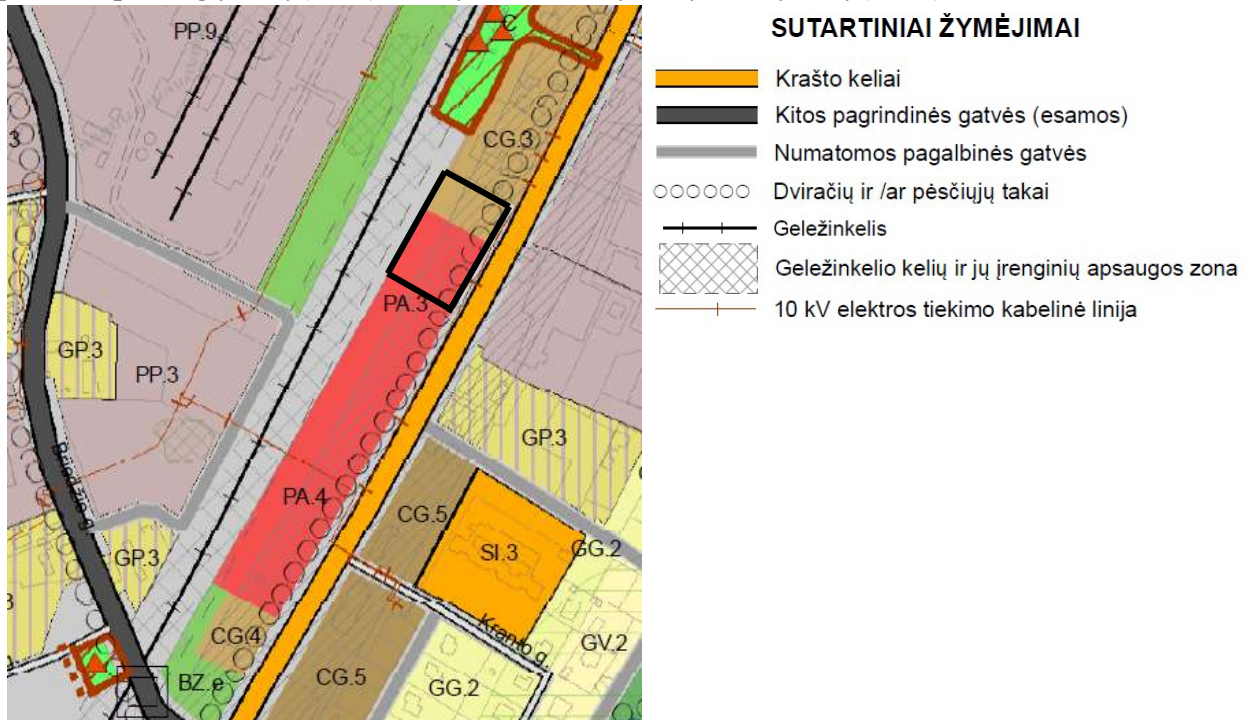 PP.9
3
CG.3
PA.3
GP.3
PP.3
GP.3
Briedžio g.
PA.4
CG.5
SI.3
GG.2
GP.3
Kranto g.
GV.2
CG.4
BZ.e
CG.5
GG.2
SUTARTINIAI ŽYMĖJIMAI
Krašto keliai
Kitos pagrindinės gatvės (esamos)
Numatomos pagalbinės gatvės
Dviračių ir /ar pėsčiųjų takai
Geležinkelis
Geležinkelio kelių ir jų įrenginių apsaugos zona
10 kV elektros tiekimo kabelinė linija